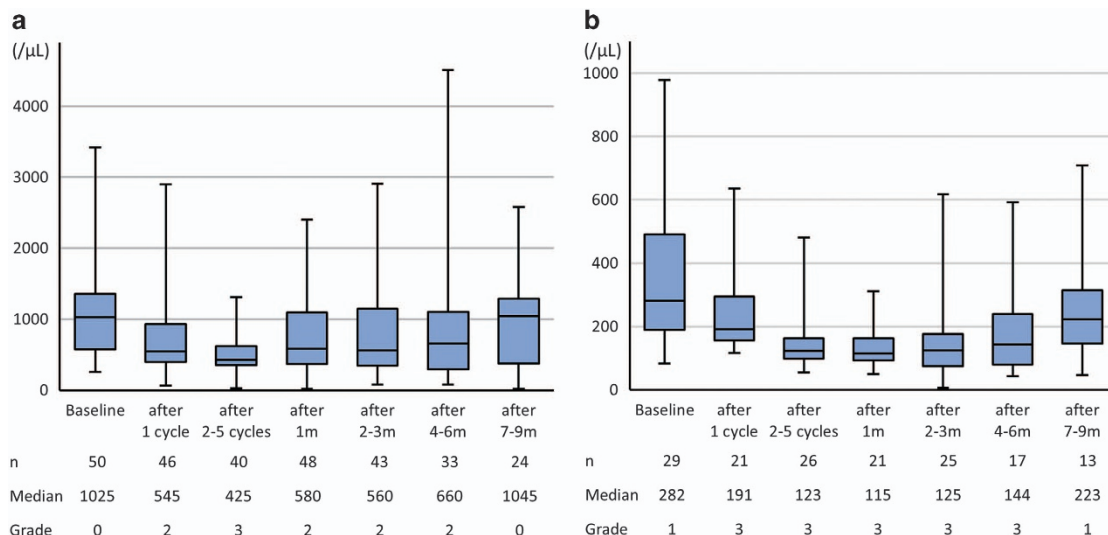 a
(/µL)
4000
3000
2000
1000
0
Baseline after 1 cycle after 2-5 cycles after 1m after 2-3m after 4-6m after 7-9m
n 50 46 40 48 43 33 24
Median 1025 545 425 580 560 660 1045
Grade 0 2 3 2 2 2 0
b
(/µL)
1000
800
600
400
200
0
Baseline after 1 cycle after 2-5 cycles after 1m after 2-3m after 4-6m after 7-9m
n 29 21 26 21 25 17 13
Median 282 191 123 115 125 144 223
Grade 1 3 3 3 3 3 1